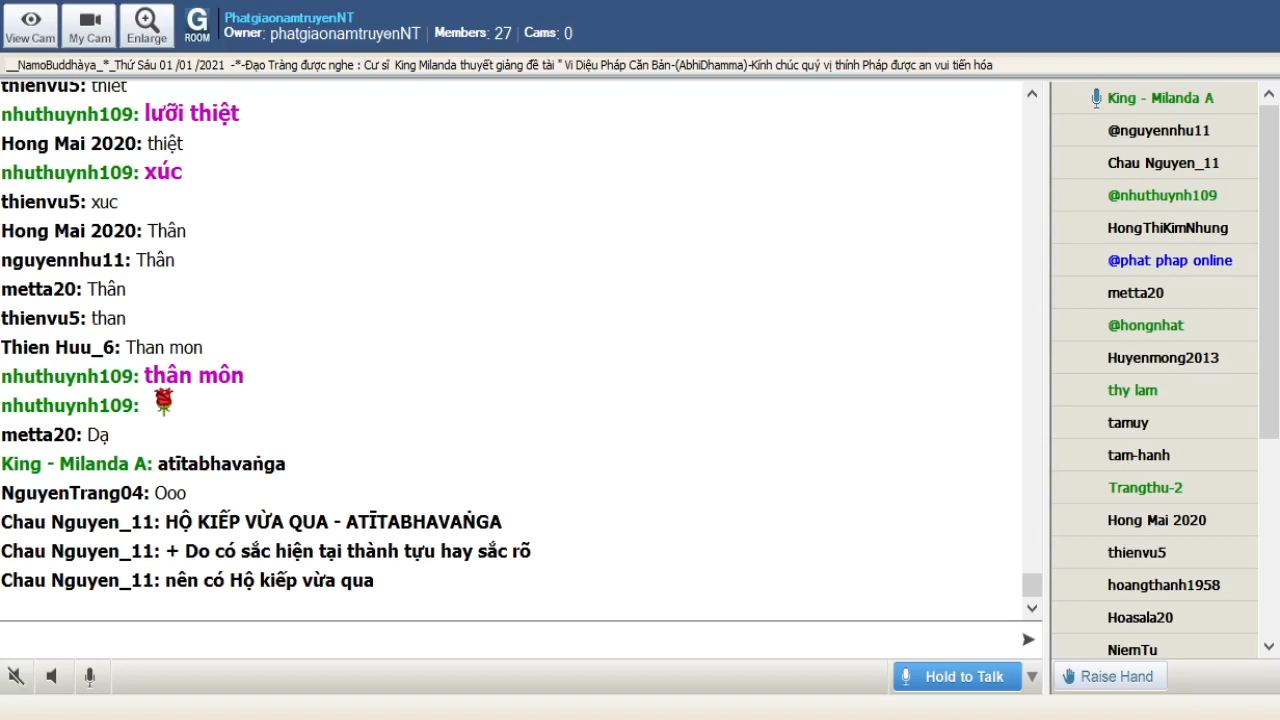 View Cam
My Cam
Enlarge
G
ROOM
PhatgiaonamtruyenNT
Owner: phatgiaonamtruyenNT | Members: 27 | Cams: 0
__NamoBuddhàya_*_Thứ Sáu 01 /01 /2021 -*-Đạo Tràng được nghe : Cư sĩ King Milanda thuyết giảng đề tài " Vi Diệu Pháp Căn Bản-(AbhiDhamma)-Kính chúc quý vị thính Pháp được an vui tiến hóa
thienvu5: thiet
nhuthuynh109: lưỡi thiệt
Hong Mai 2020: thiệt
nhuthuynh109: xúc
thienvu5: xuc
Hong Mai 2020: Thân
nguyennhu11: Thân
metta20: Thân
thienvu5: than
Thien Huu_6: Than mon
nhuthuynh109: thân môn
nhuthuynh109:
metta20: Dạ
King - Milanda A: atītabhavaṅga
NguyenTrang04: Ooo
Chau Nguyen_11: HỘ KIẾP VỪA QUA - ATĪTABHAVAṄGA
Chau Nguyen_11: + Do có sắc hiện tại thành tựu hay sắc rõ
Chau Nguyen_11: nên có Hộ kiếp vừa qua
King - Milanda A
@nguyennhu11
Chau Nguyen_11
@nhuthuynh109
HongThiKimNhung
@phat phap online
metta20
@hongnhat
Huyenmong2013
thy lam
tamuy
tam-hanh
Trangthu-2
Hong Mai 2020
thienvu5
hoangthanh1958
Hoasala20
NiemTu
Hold to Talk
Raise Hand